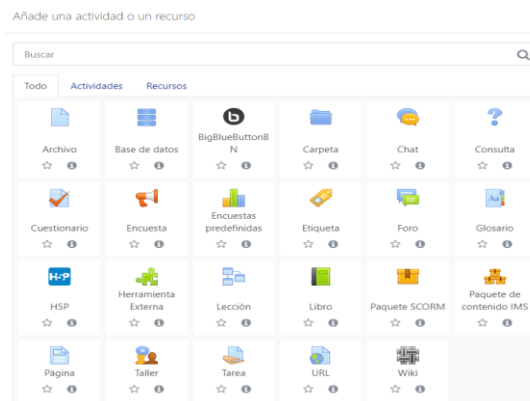 Añade una actividad o un recurso
Buscar
Todo Actividades Recursos
Archivo
Base de datos
BigBlueButtonB
N
Carpeta
Chat
Consulta
Cuestionario
Encuesta
Encuestas
predefinidas
Etiqueta
Foro
Glosario
Aa
H5P
H5P
Herramienta
Externa
Lección
Libro
Paquete SCORM
Paquete de
contenido IMS
Página
Taller
Tarea
URL
Wiki